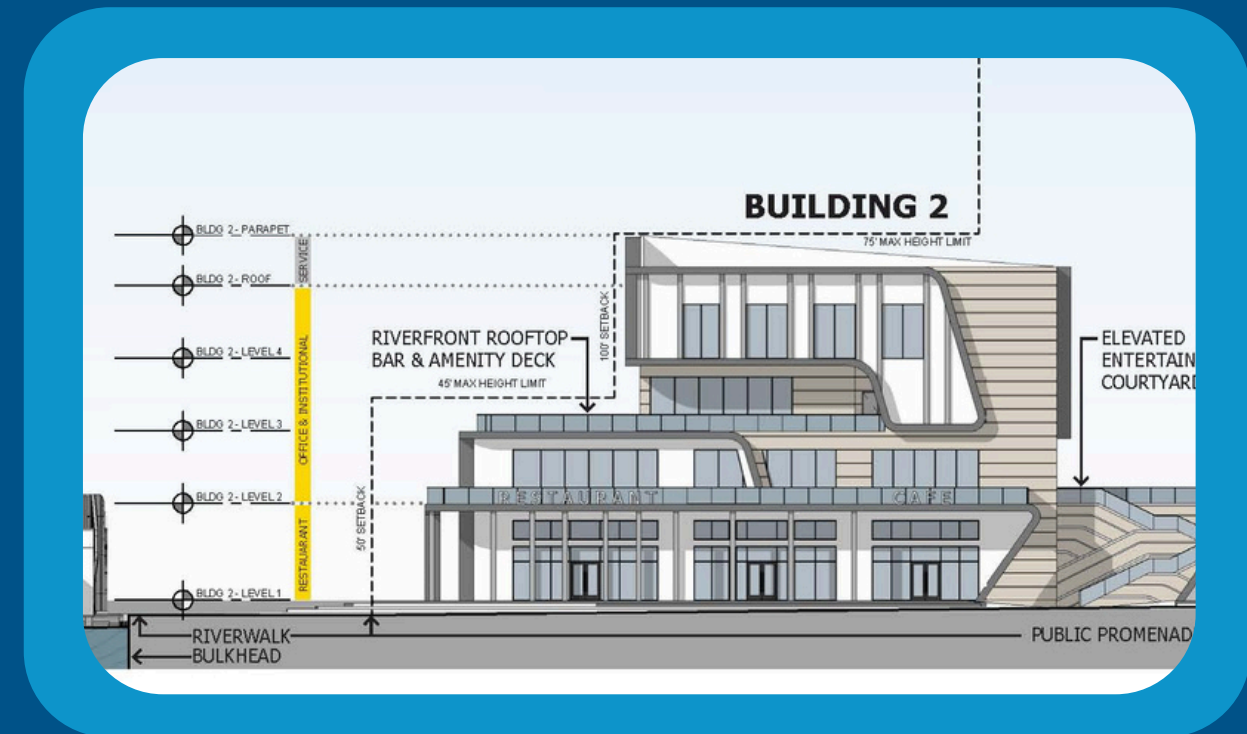 BUILDING 2
75' MAX HEIGHT LIMIT
BLDG 2- PARAPET
SERVICE
BLDG 2- ROOF
100' SETBACK
RIVERFRONT ROOFTOP
BAR & AMENITY DECK
45' MAX HEIGHT LIMIT
ELEVATED
ENTERTAIN
COURTYARD
BLDG 2- LEVEL 4
OFFICE & INSTITUTIONAL
BLDG 2- LEVEL 3
BLDG 2- LEVEL 2
RESTAURANT
CAFE
50' SETBACK
RESTAUARANT
BLDG 2- LEVEL 1
RIVERWALK
PUBLIC PROMENAD
BULKHEAD